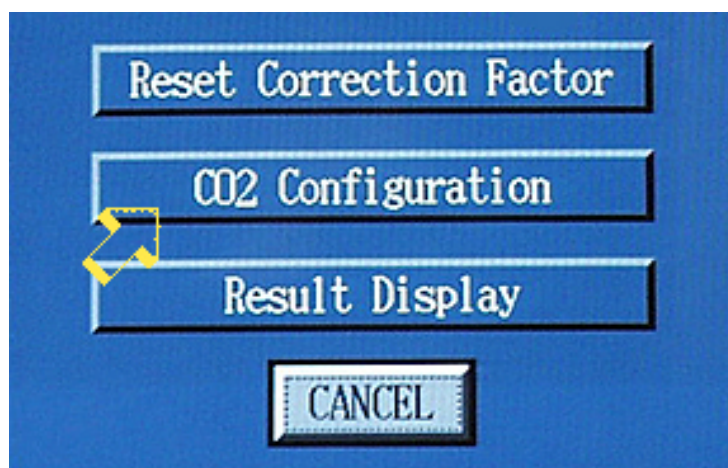 Reset Correction Factor
CO2 Configuration
Result Display
CANCEL